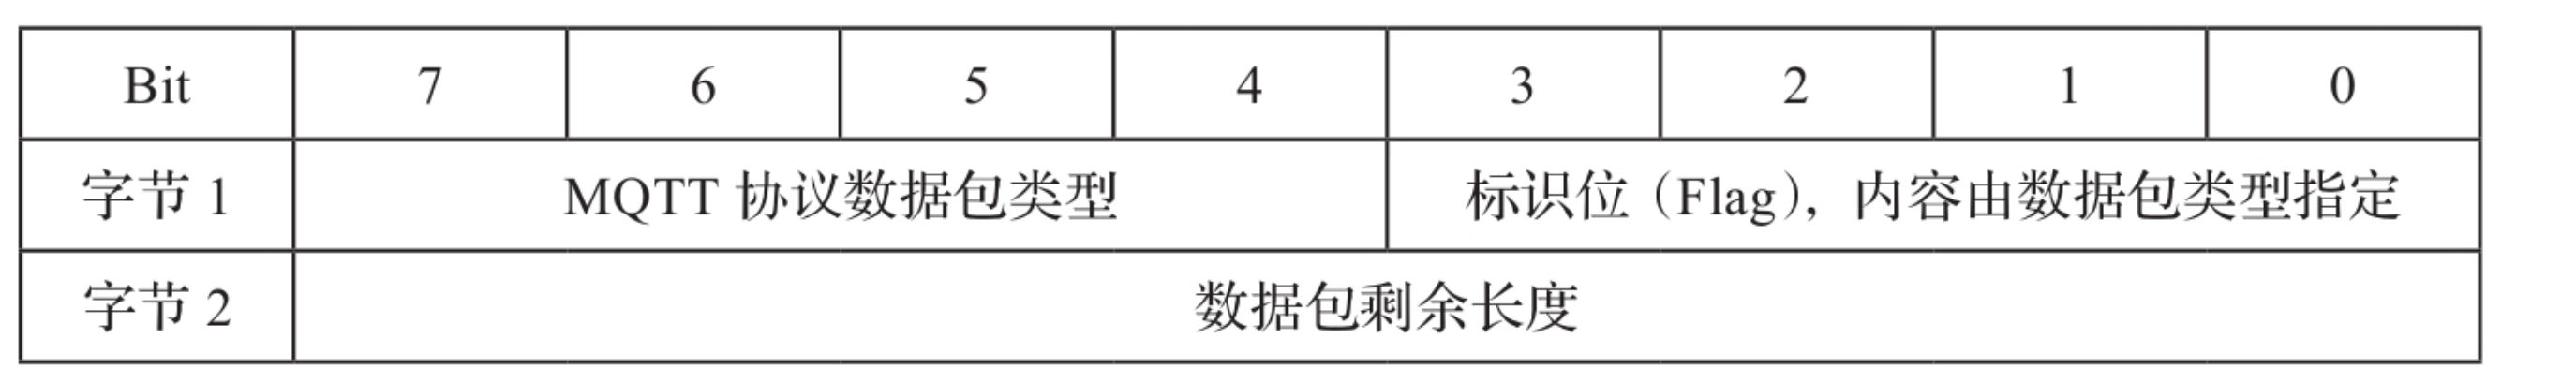 Bit 7 6 5 4 3 2 1 0
字节 1 MQTT 协议数据包类型 标识位（Flag），内容由数据包类型指定
字节 2 数据包剩余长度